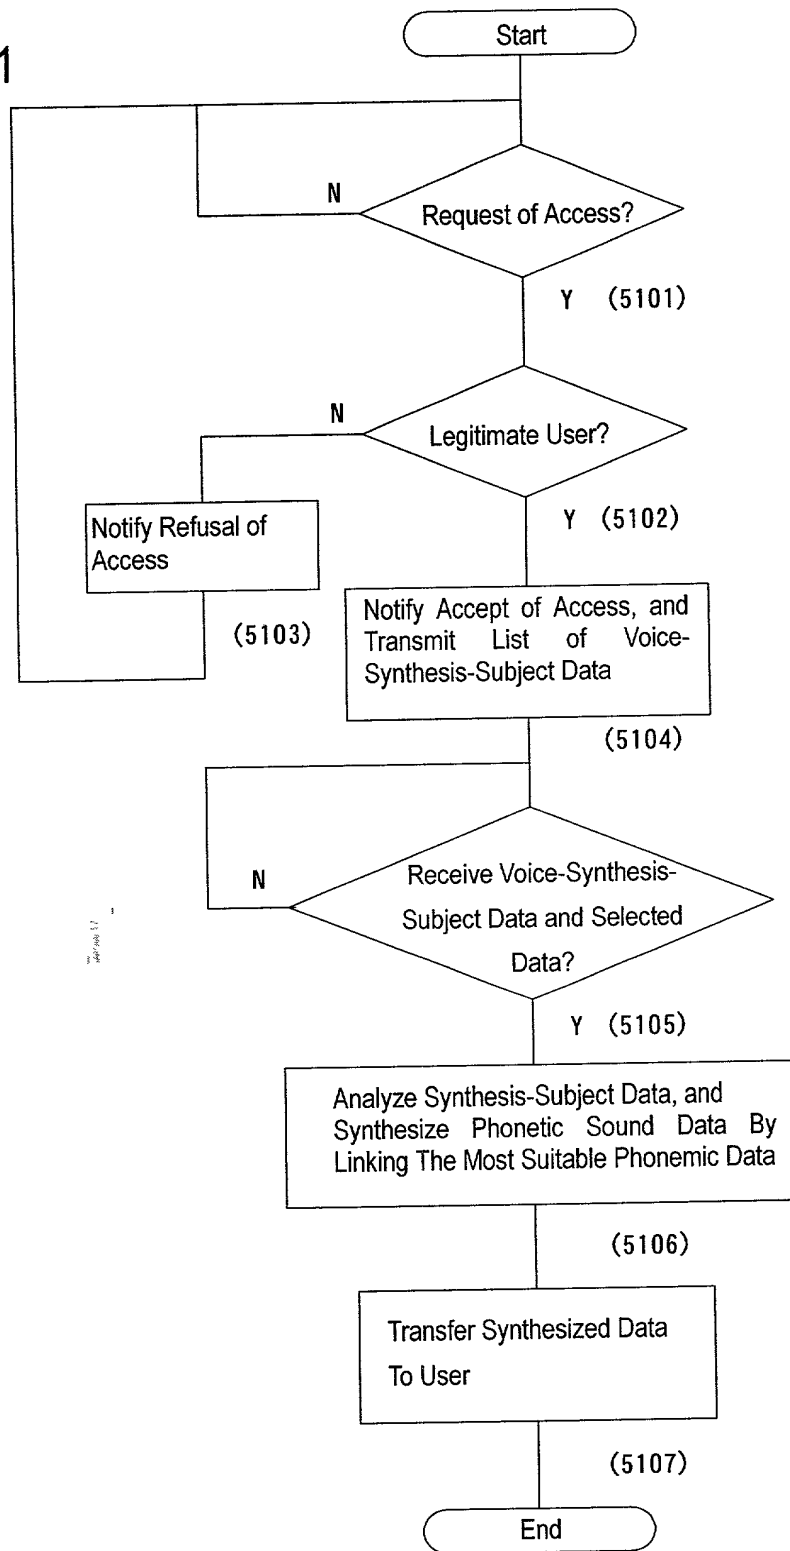 1
Start
N
Request of Access?
Y (5101)
N
Legitimate User?
Y (5102)
Notify Refusal of
Access
(5103)
Notify Accept of Access, and
Transmit List of Voice-
Synthesis-Subject Data
(5104)
N
Receive Voice-Synthesis-
Subject Data and Selected
Data?
Y (5105)
Analyze Synthesis-Subject Data, and
Synthesize Phonetic Sound Data By
Linking The Most Suitable Phonemic Data
(5106)
Transfer Synthesized Data
To User
(5107)
End